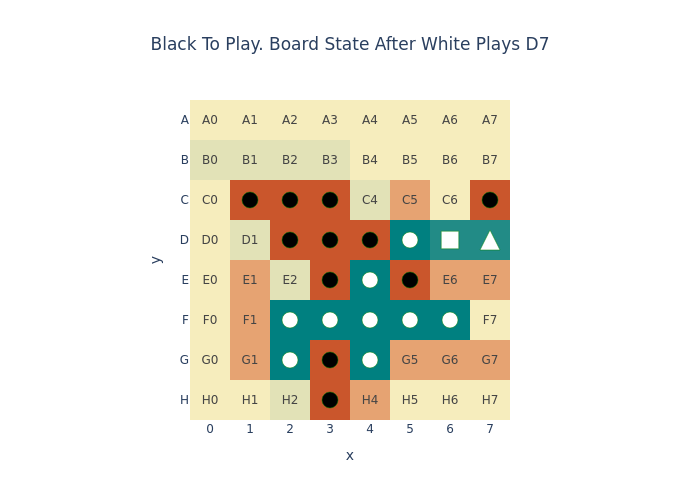 Black To Play. Board State After White Plays D7
A A0 A1 A2 A3 A4 A5 A6 A7
B B0 B1 B2 B3 B4 B5 B6 B7
C C0 C4 C5 C6
D D0 D1
E E0 E1 E2 E6 E7
F F0 F1 F7
G G0 G1 G5 G6 G7
H H0 H1 H2 H4 H5 H6 H7
0 1 2 3 4 5 6 7
x
y